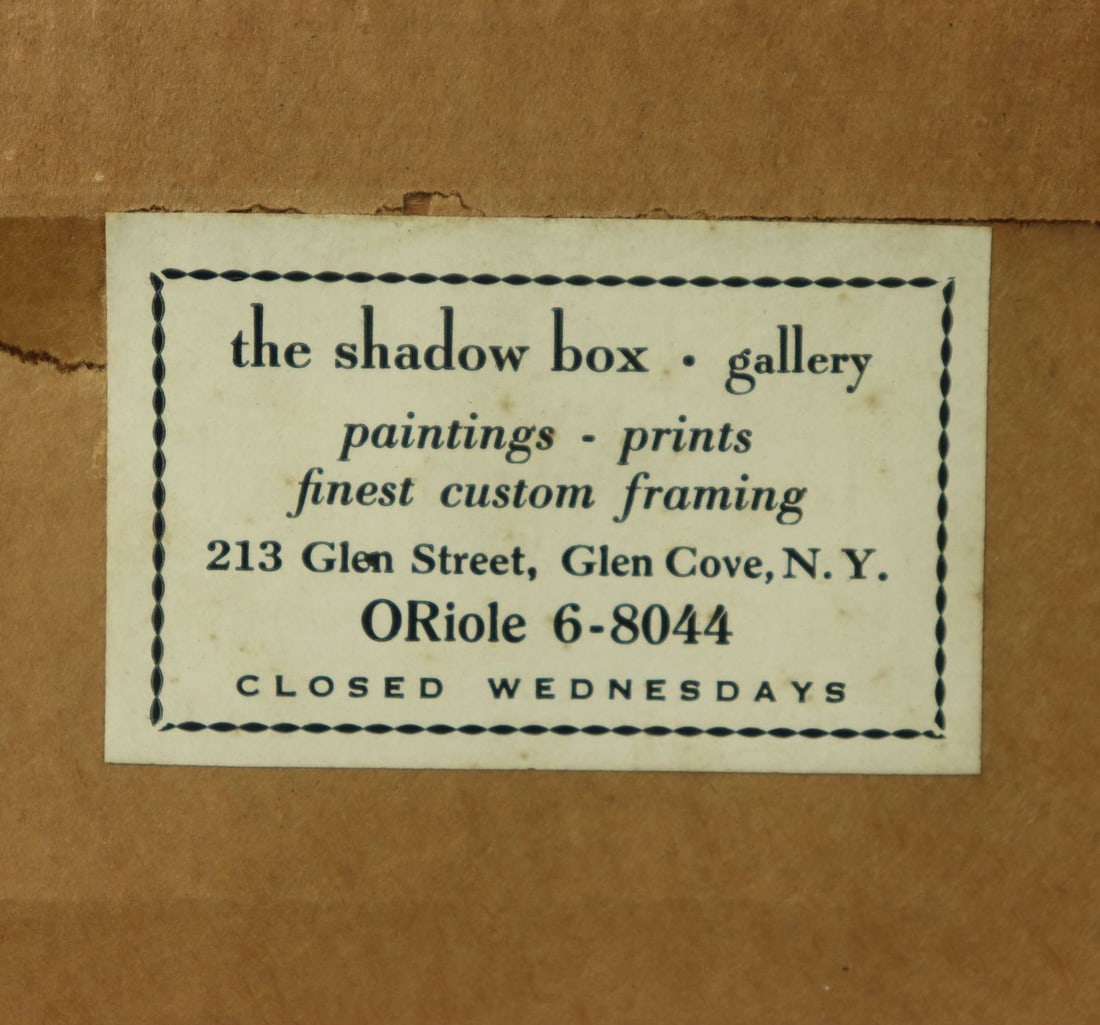 the shadow box · gallery
paintings - prints
finest custom framing
213 Glen Street, Glen Cove, N. Y.
ORiole 6-8044
CLOSED WEDNESDAYS